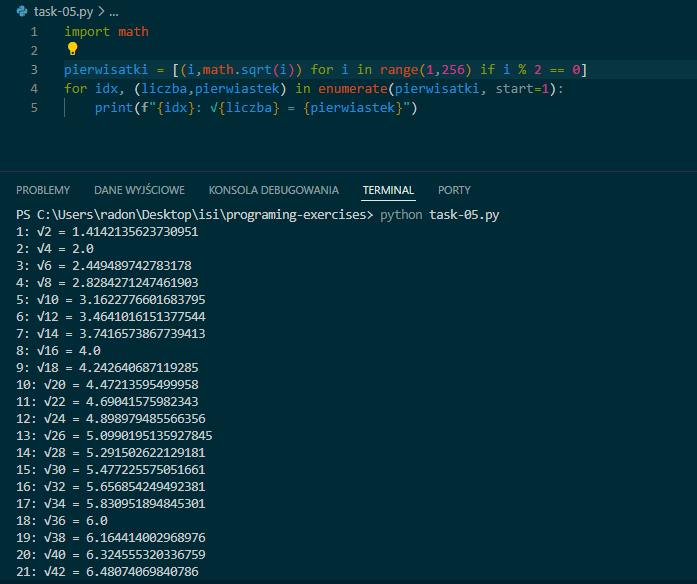 task-05.py > ...
1 import math
2
3 pierwisatki = [(i,math.sqrt(i)) for i in range(1,256) if i % 2 == 0]
4 for idx, (liczba,pierwiastek) in enumerate(pierwisatki, start=1):
5 print(f"{idx}: √{liczba} = {pierwiastek}")
PROBLEMY DANE WYJŚCIOWE KONSOLA DEBUGOWANIA TERMINAL PORTY
PS C:\Users\radon\Desktop\isi\programing-exercises> python task-05.py
1: √2 = 1.4142135623730951
2: √4 = 2.0
3: √6 = 2.449489742783178
4: √8 = 2.8284271247461903
5: √10 = 3.1622776601683795
6: √12 = 3.4641016151377544
7: √14 = 3.7416573867739413
8: √16 = 4.0
9: √18 = 4.242640687119285
10: √20 = 4.47213595499958
11: √22 = 4.69041575982343
12: √24 = 4.898979485566356
13: √26 = 5.0990195135927845
14: √28 = 5.291502622129181
15: √30 = 5.477225575051661
16: √32 = 5.656854249492381
17: √34 = 5.830951894845301
18: √36 = 6.0
19: √38 = 6.164414002968976
20: √40 = 6.324555320336759
21: √42 = 6.48074069840786